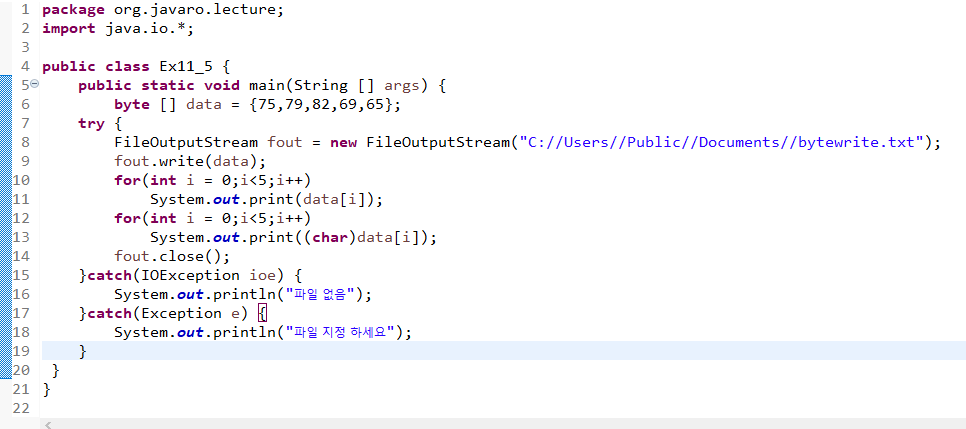 1 package org.javaro.lecture;
2 import java.io.*;
3
4 public class Ex11_5 {
5 public static void main(String [] args) {
6 byte [] data = {75,79,82,69,65};
7 try {
8 FileOutputStream fout = new FileOutputStream("C://Users//Public//Documents//bytewrite.txt");
9 fout.write(data);
10 for(int i = 0;i<5;i++)
11 System.out.print(data[i]);
12 for(int i = 0;i<5;i++)
13 System.out.print((char)data[i]);
14 fout.close();
15 }catch(IOException ioe) {
16 System.out.println("파일 없음");
17 }catch(Exception e) {
18 System.out.println("파일 지정 하세요");
19 }
20 }
21 }
22